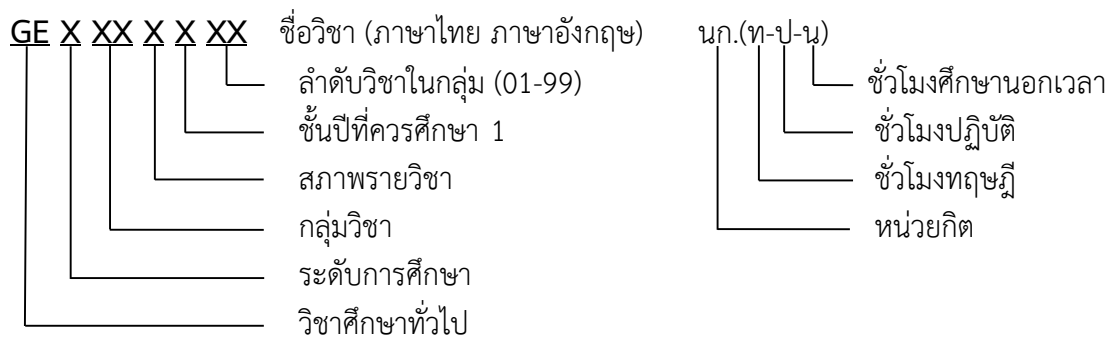 GE X XX X X XX ชื่อวิชา (ภาษาไทย ภาษาอังกฤษ) นก.(ท-ป-น)
ลำดับวิชาในกลุ่ม (01-99) ชั่วโมงศึกษานอกเวลา
ชั้นปีที่ควรศึกษา 1 ชั่วโมงปฏิบัติ
สภาพรายวิชา ชั่วโมงทฤษฎี
กลุ่มวิชา หน่วยกิต
ระดับการศึกษา
วิชาศึกษาทั่วไป